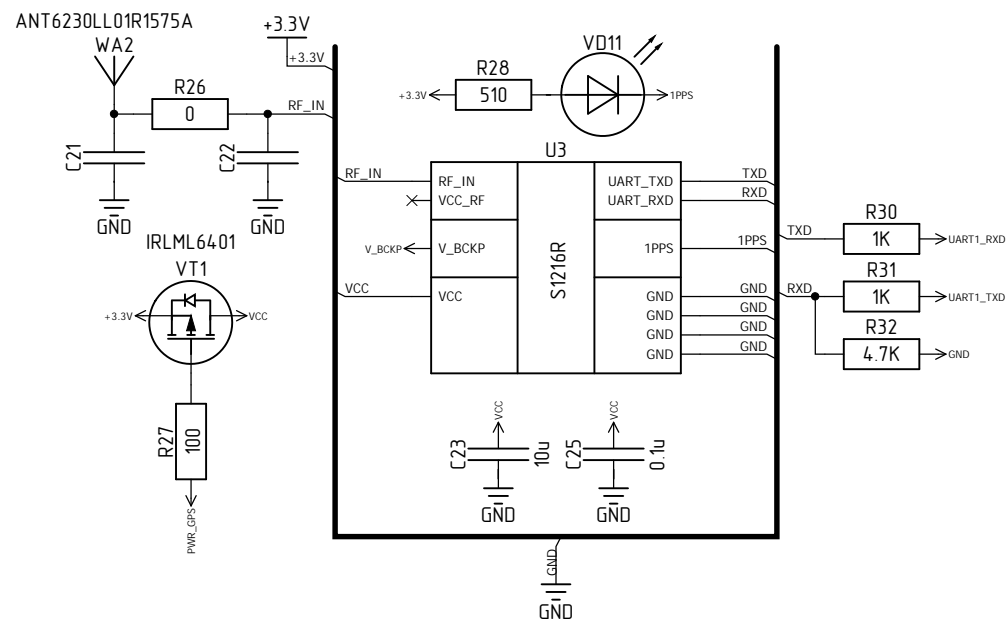 ANT6230LL01R1575A
WA2
+3.3V
+3.3V
R26
0
RF_IN
C21
C22
GND
GND
VD11
R28
+3.3V
510
1PPS
U3
RF_IN
RF_IN
VCC_RF
V_BCKP
V_BCKP
VCC
VCC
S1216R
UART_TXD
TXD
UART_RXD
RXD
1PPS
1PPS
GND
GND
GND
GND
GND
GND
GND
GND
TXD
R30
1K
UART1_RXD
RXD
R31
1K
UART1_TXD
R32
4.7K
GND
IRLML6401
VT1
+3.3V
VCC
R27
100
PWR_GPS
VCC
C23
10u
GND
VCC
C25
0.1u
GND
GND
GND